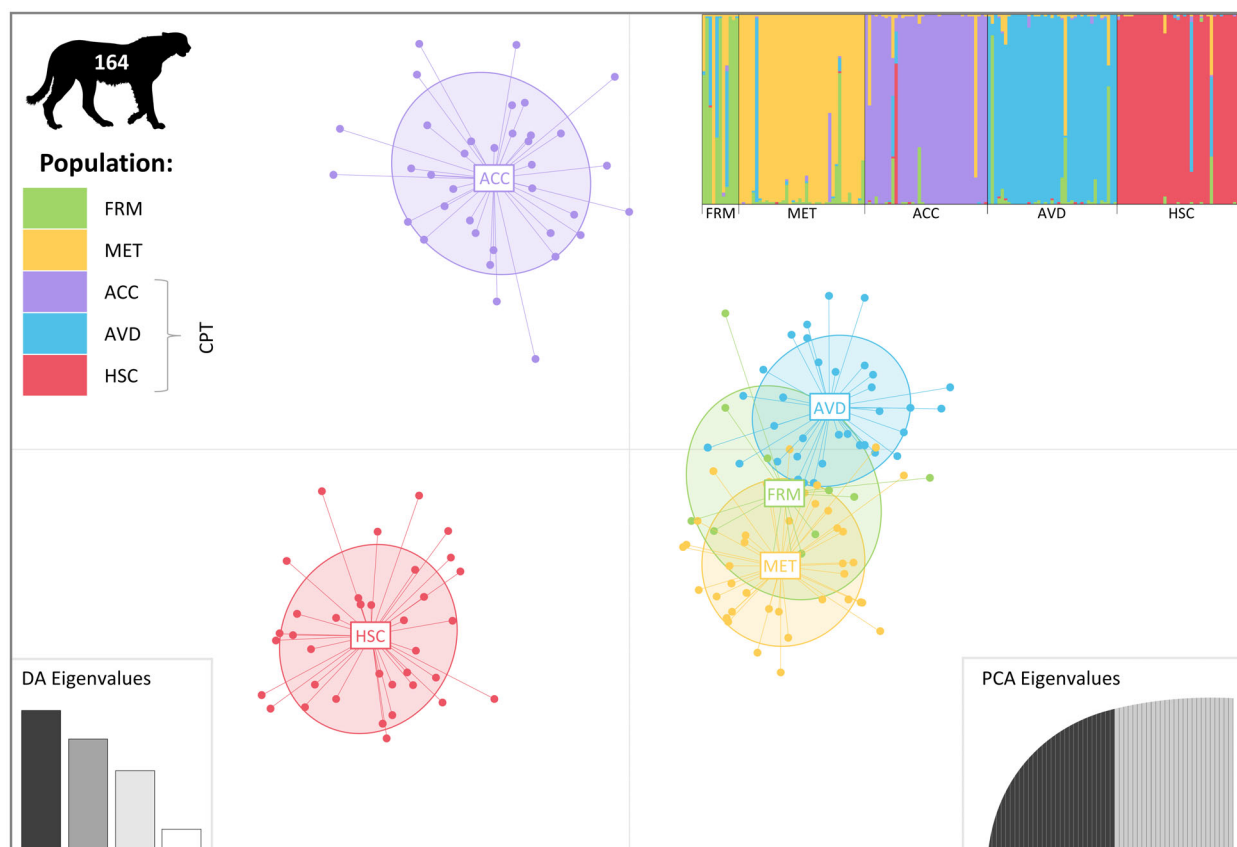 164
Population:
FRM
MET
ACC
AVD
HSC
CPT
FRM MET ACC AVD HSC
ACC
AVD
FRM
MET
HSC
DA Eigenvalues
PCA Eigenvalues